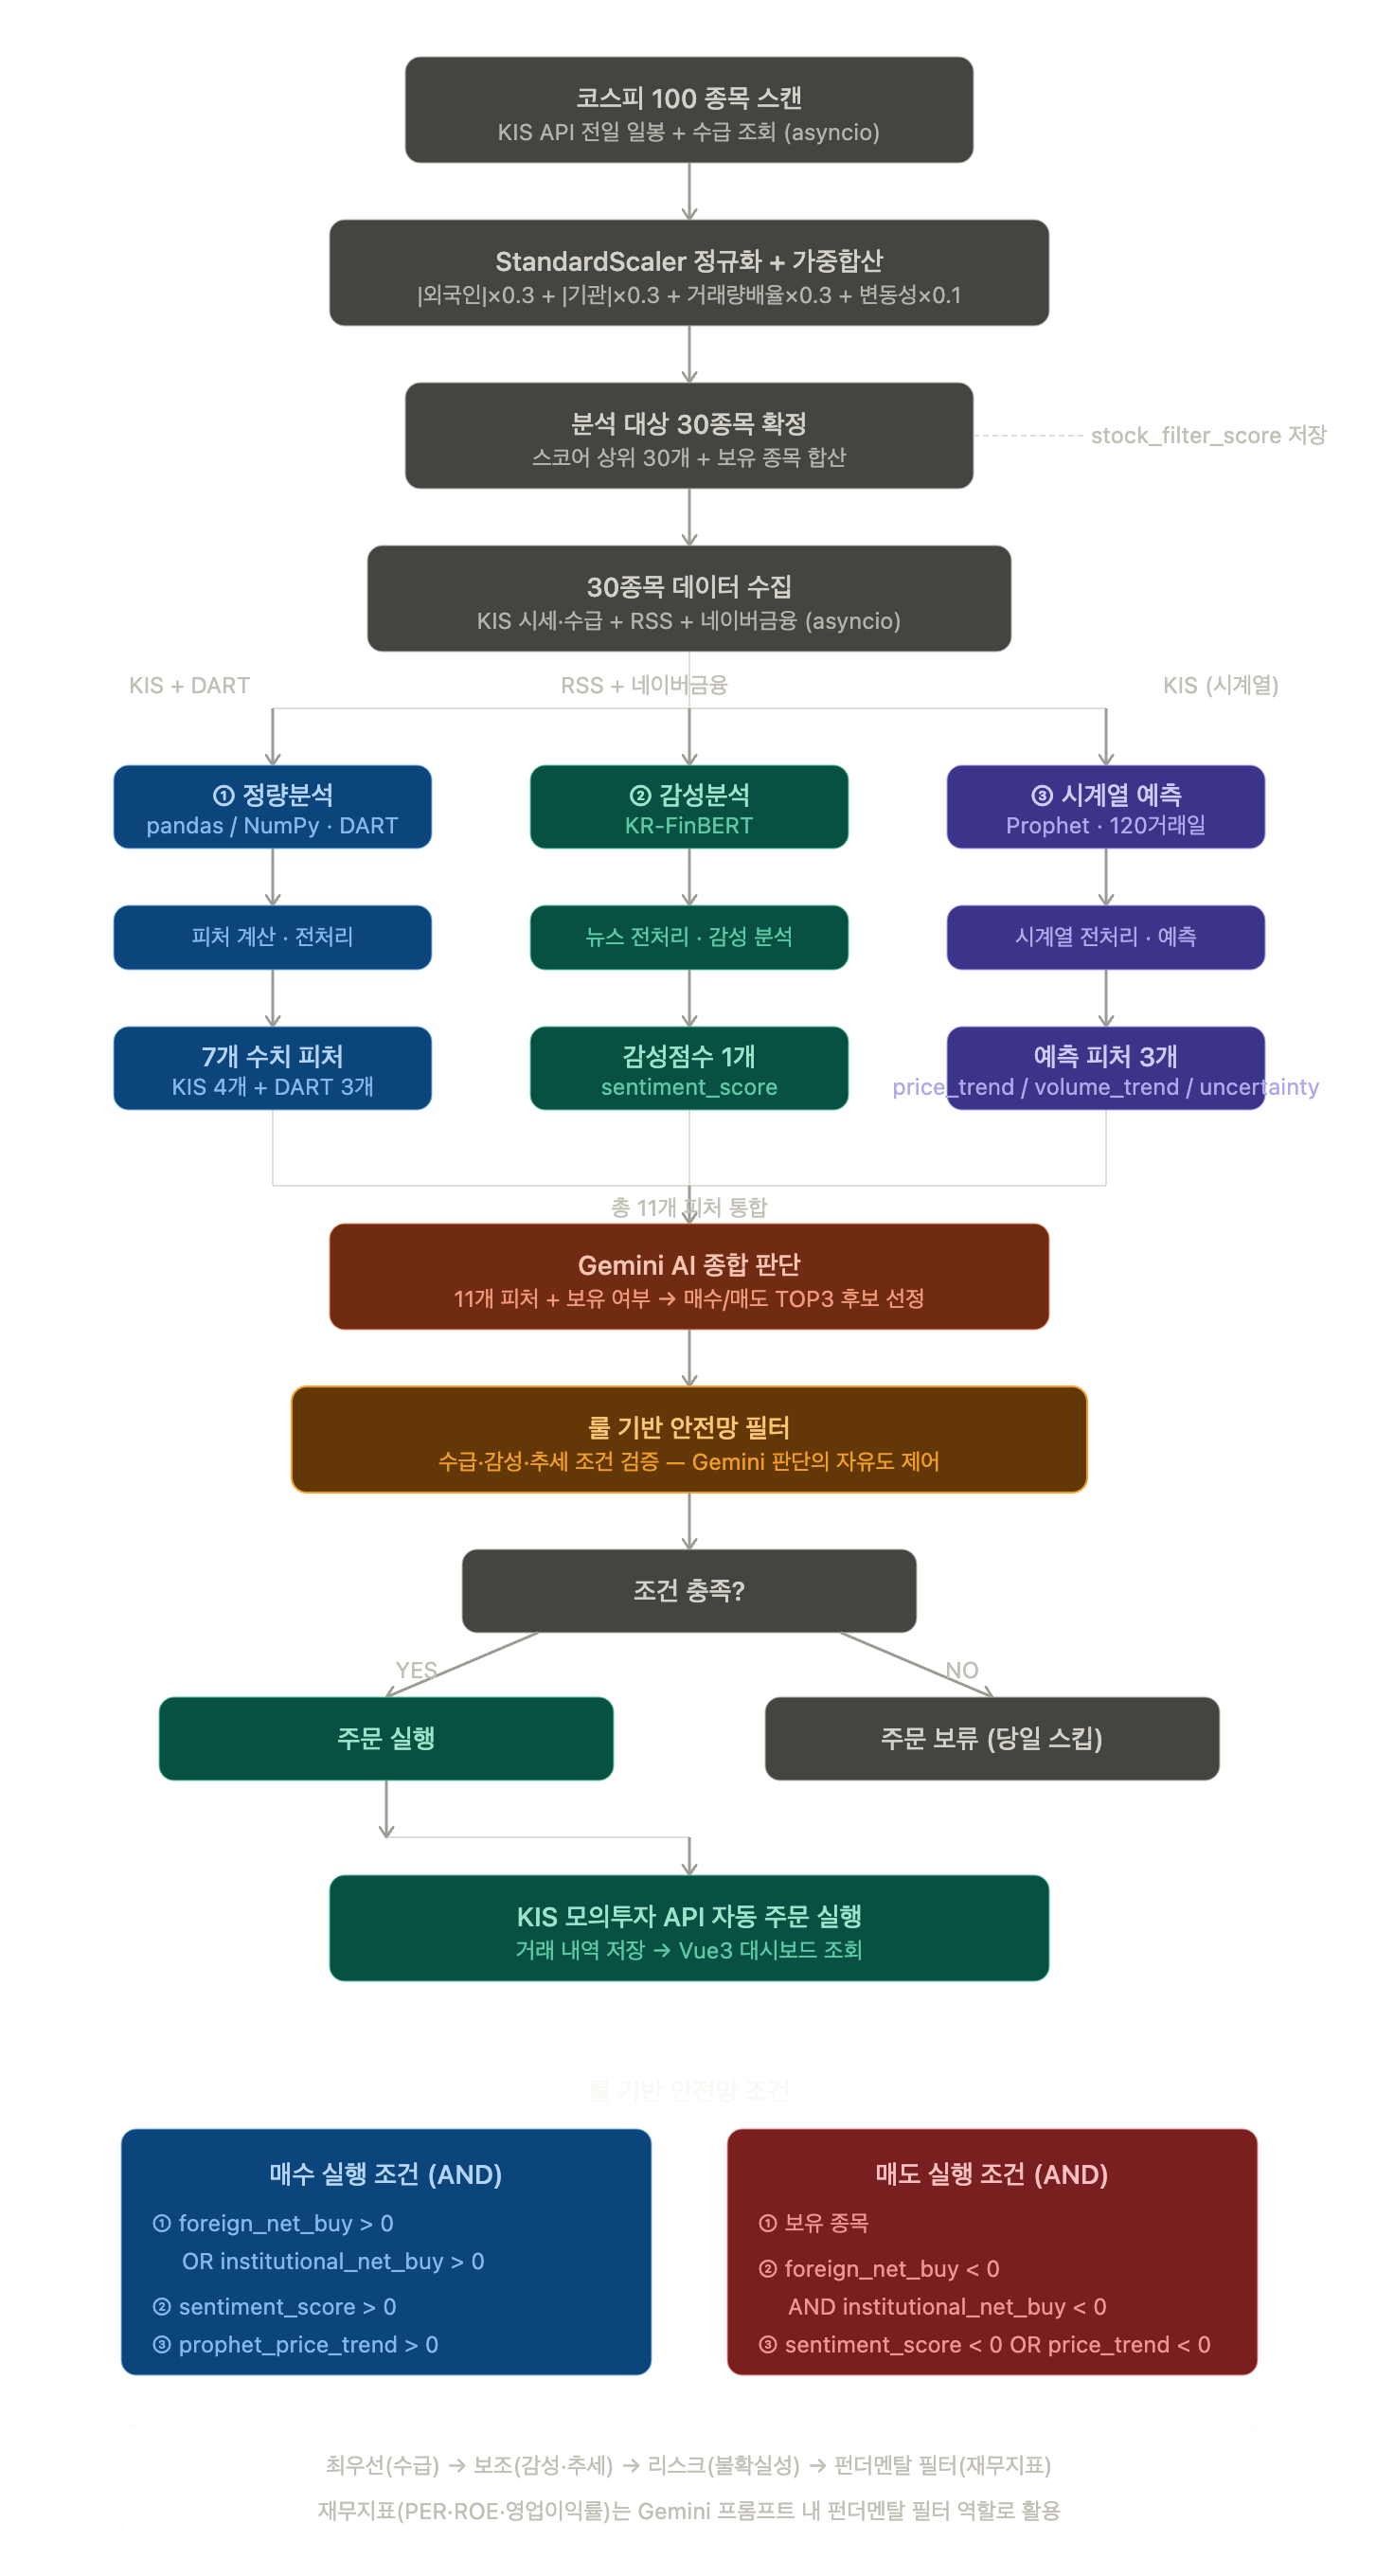 코스피 100 종목 스캔
KIS API 전일 일봉 + 수급 조회 (asyncio)
StandardScaler 정규화 + 가중합산
|외국인|×0.3 + |기관|×0.3 + 거래량배율×0.3 + 변동성×0.1
분석 대상 30종목 확정
스코어 상위 30개 + 보유 종목 합산
stock_filter_score 저장
30종목 데이터 수집
KIS 시세·수급 + RSS + 네이버금융 (asyncio)
KIS + DART
RSS + 네이버금융
KIS (시계열)
① 정량분석
pandas / NumPy · DART
② 감성분석
KR-FinBERT
③ 시계열 예측
Prophet · 120거래일
피처 계산 · 전처리
뉴스 전처리 · 감성 분석
시계열 전처리 · 예측
7개 수치 피처
KIS 4개 + DART 3개
감성점수 1개
sentiment_score
예측 피처 3개
price_trend / volume_trend / uncertainty
총 11개 피처 통합
Gemini AI 종합 판단
11개 피처 + 보유 여부 → 매수/매도 TOP3 후보 선정
룰 기반 안전망 필터
수급·감성·추세 조건 검증 — Gemini 판단의 자유도 제어
조건 충족?
YES
NO
주문 실행
주문 보류 (당일 스킵)
KIS 모의투자 API 자동 주문 실행
거래 내역 저장 → Vue3 대시보드 조회
룰 기반 안전망 조건
매수 실행 조건 (AND)
① foreign_net_buy > 0
OR institutional_net_buy > 0
② sentiment_score > 0
③ prophet_price_trend > 0
매도 실행 조건 (AND)
① 보유 종목
② foreign_net_buy < 0
AND institutional_net_buy < 0
③ sentiment_score < 0 OR price_trend < 0
최우선(수급) → 보조(감성·추세) → 리스크(불확실성) → 펀더멘탈 필터(재무지표)
재무지표(PER·ROE·영업이익률)는 Gemini 프롬프트 내 펀더멘탈 필터 역할로 활용